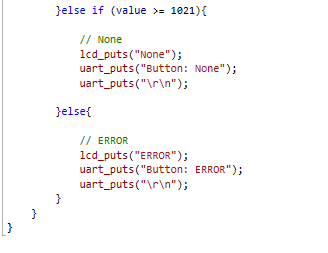 }else if (value >= 1021){
// None
lcd_puts("None");
uart_puts("Button: None");
uart_puts("\r\n");
}else{
// ERROR
lcd_puts("ERROR");
uart_puts("Button: ERROR");
uart_puts("\r\n");
}
}
}